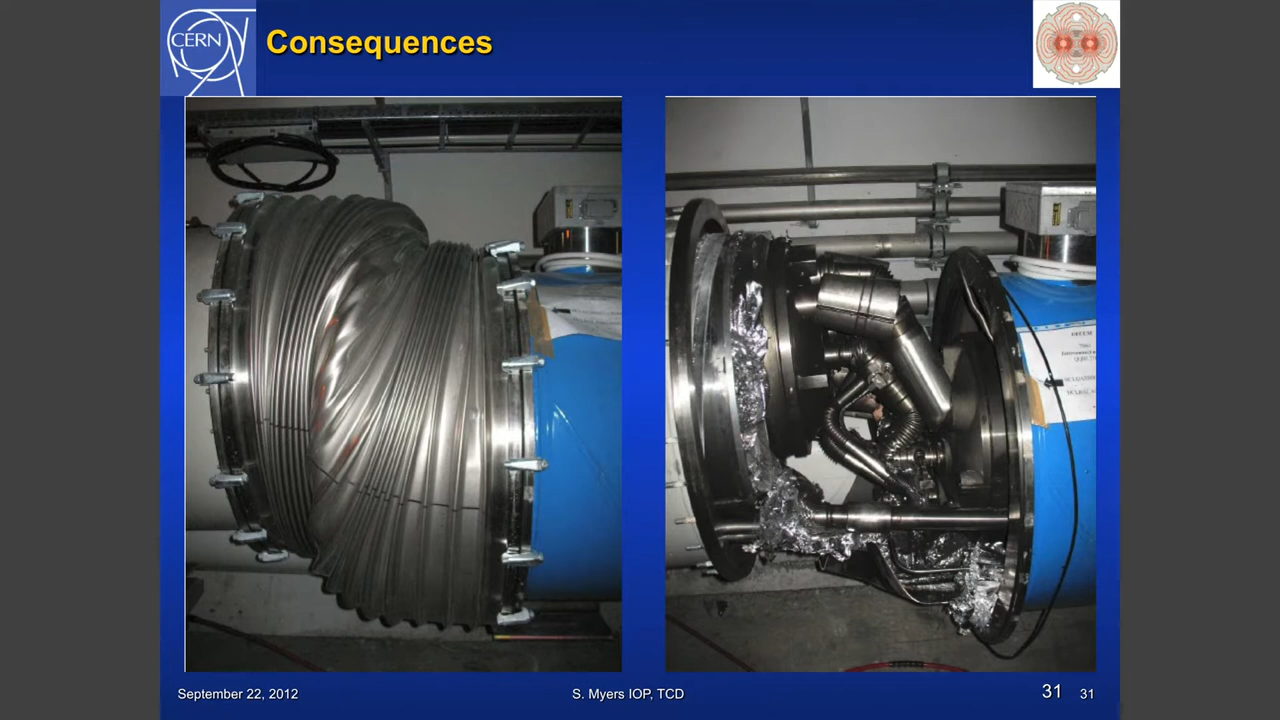 CERN
Consequences
September 22, 2012
S. Myers IOP, TCD
31
31